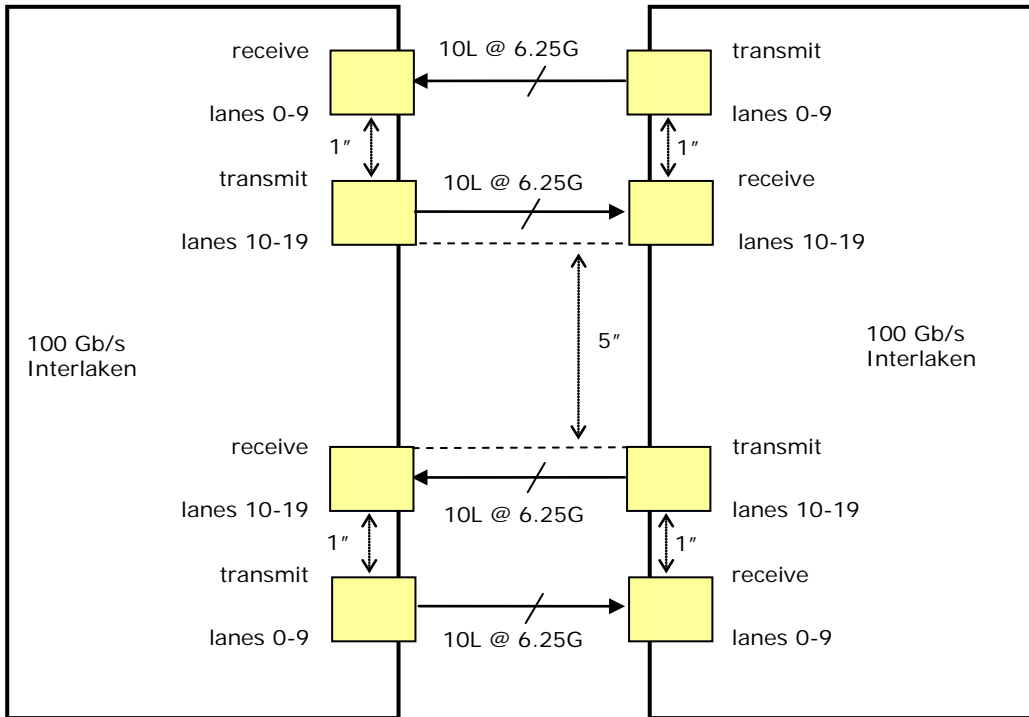 receive
10L @ 6.25G
transmit
lanes 0-9
lanes 0-9
1″
1″
transmit
10L @ 6.25G
receive
lanes 10-19
lanes 10-19
100 Gb/s
Interlaken
5″
100 Gb/s
Interlaken
receive
transmit
lanes 10-19
10L @ 6.25G
lanes 10-19
1″
1″
transmit
receive
lanes 0-9
10L @ 6.25G
lanes 0-9